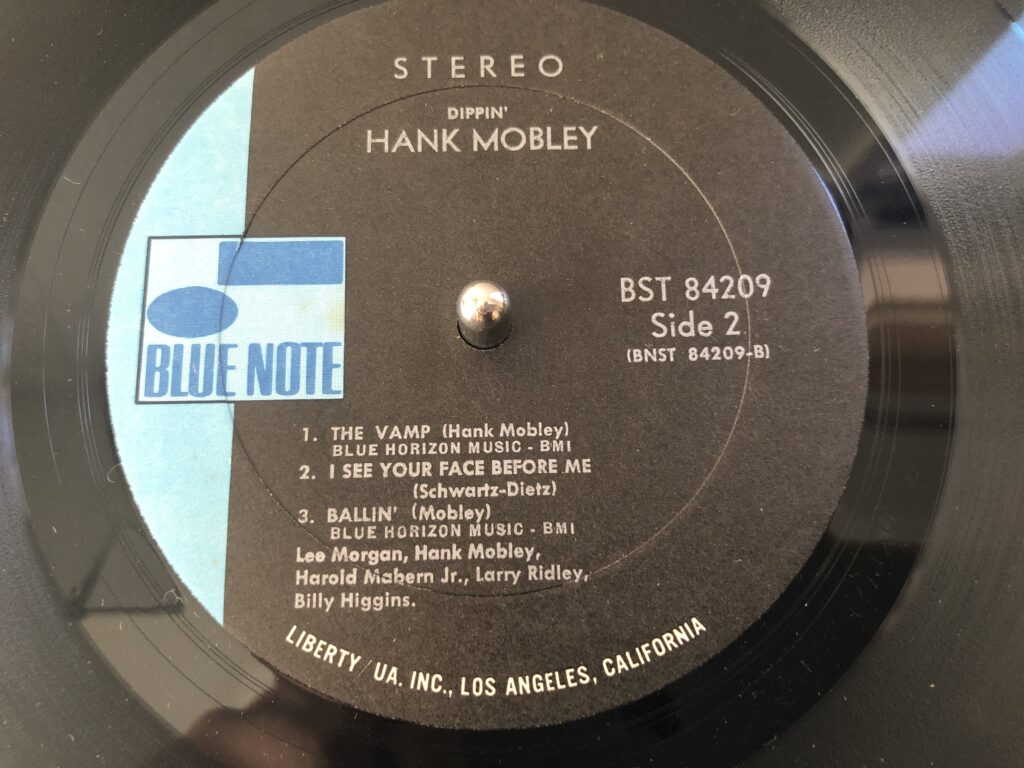 STEREO
DIPPIN'
HANK MOBLEY
BST 84209
Side 2
(BNST 84209-B)
BLUE NOTE
1. THE VAMP (Hank Mobley)
BLUE HORIZON MUSIC - BMI
2. I SEE YOUR FACE BEFORE ME
(Schwartz-Dietz)
3. BALLIN' (Mobley)
BLUE HORIZON MUSIC - BMI
Lee Morgan, Hank Mobley,
Harold Mabern Jr., Larry Ridley,
Billy Higgins.
LIBERTY/UA. INC., LOS ANGELES, CALIFORNIA